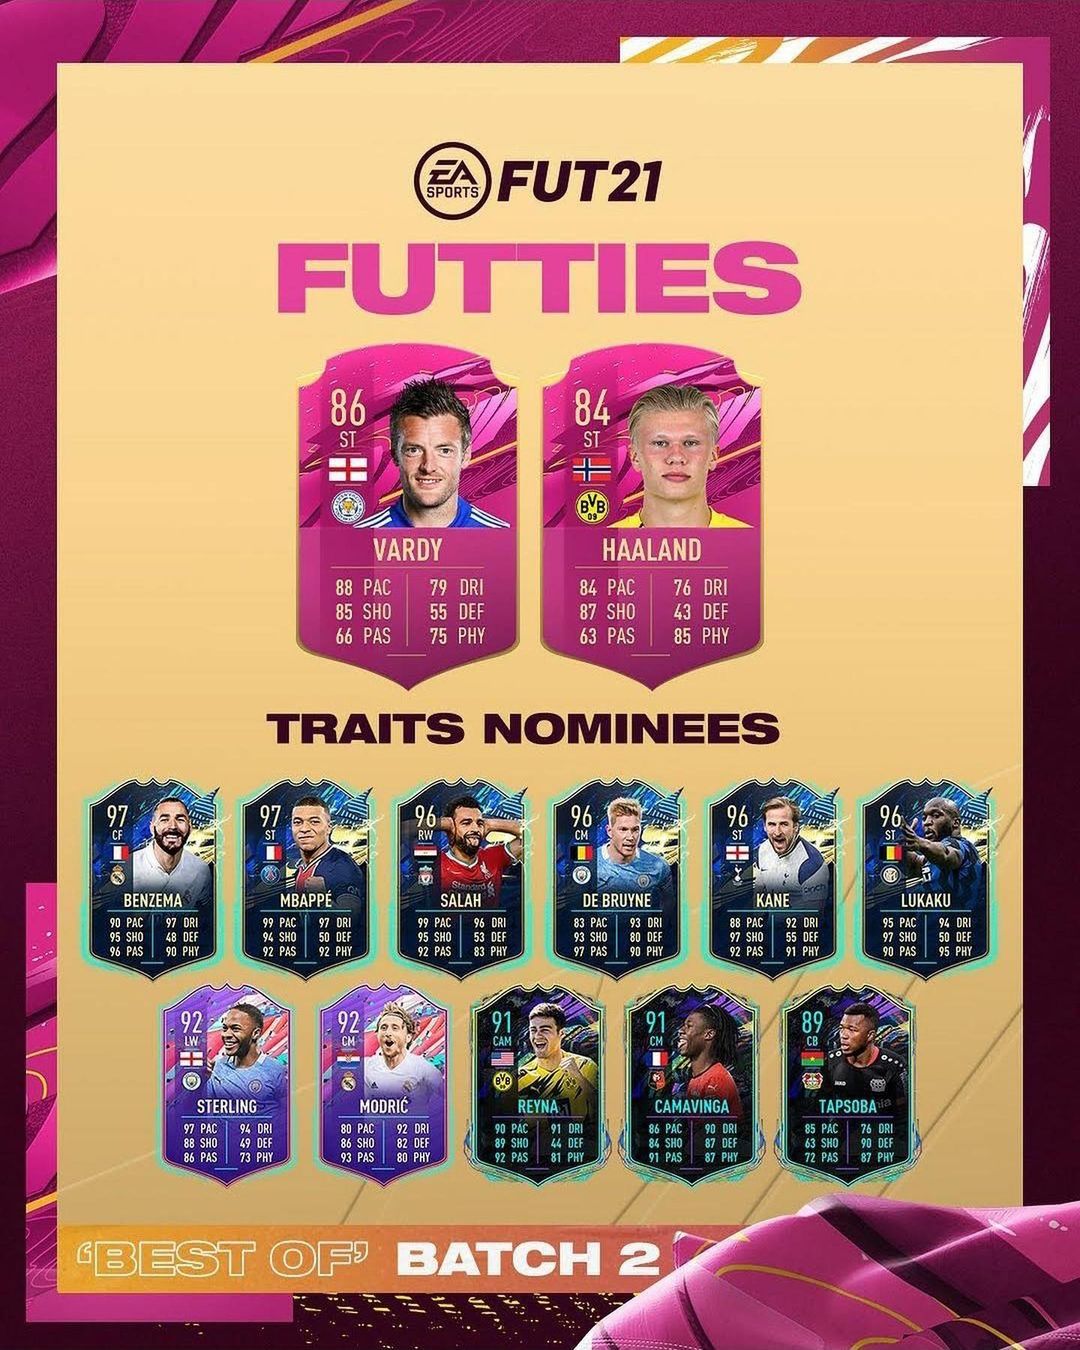 EA SPORTS FUT21
FUTTIES
86
ST
VARDY
88 PAC 79 DRI
85 SHO 55 DEF
66 PAS 75 PHY
84
ST
BVB 09
HAALAND
84 PAC 76 DRI
87 SHO 43 DEF
63 PAS 85 PHY
TRAITS NOMINEES
97
CF
BENZEMA
90 PAC 97 DRI
95 SHO 48 DEF
96 PAS 90 PHY
97
ST
MBAPPÉ
99 PAC 97 DRI
94 SHO 50 DEF
92 PAS 92 PHY
96
RW
Standard
SALAH
99 PAC 96 DRI
95 SHO 53 DEF
92 PAS 83 PHY
96
CM
DE BRUYNE
83 PAC 93 DRI
93 SHO 80 DEF
97 PAS 90 PHY
96
ST
KANE
88 PAC 92 DRI
97 SHO 55 DEF
92 PAS 91 PHY
96
ST
LUKAKU
95 PAC 94 DRI
97 SHO 50 DEF
90 PAS 95 PHY
92
LW
STERLING
97 PAC 94 DRI
88 SHO 49 DEF
86 PAS 73 PHY
92
CM
MODRIĆ
80 PAC 92 DRI
86 SHO 82 DEF
93 PAS 80 PHY
91
CAM
BVB
REYNA
90 PAC 91 DRI
89 SHO 44 DEF
92 PAS 81 PHY
91
CM
CAMAVINGA
86 PAC 90 DRI
84 SHO 87 DEF
91 PAS 87 PHY
89
CB
JAKO
TAPSOBA
85 PAC 76 DRI
63 SHO 90 DEF
72 PAS 87 PHY
'BEST OF' BATCH 2